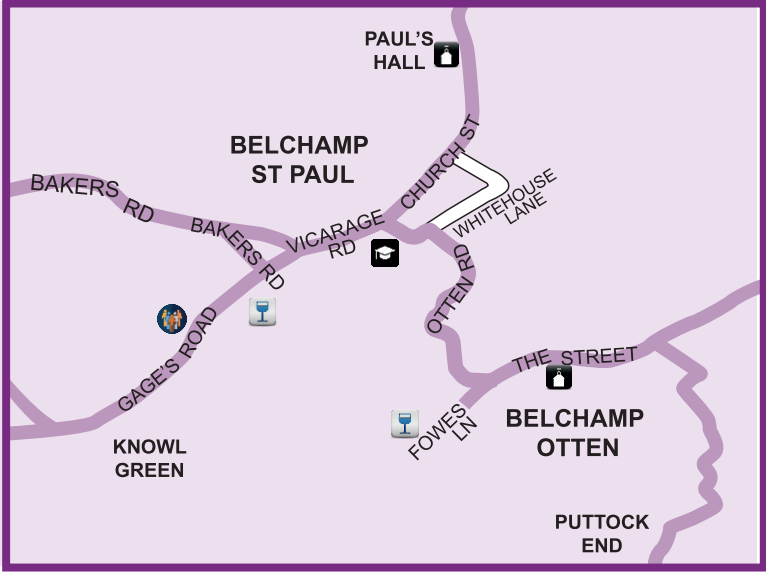 PAUL'S
HALL
BELCHAMP
ST PAUL
CHURCH ST
BAKERS
RD
WHITEHOUSE
LANE
BAKERS RD
VICARAGE
RD
OTTEN RD
GAGE'S ROAD
THE STREET
FOWES
LN
BELCHAMP
OTTEN
KNOWL
GREEN
PUTTOCK
END